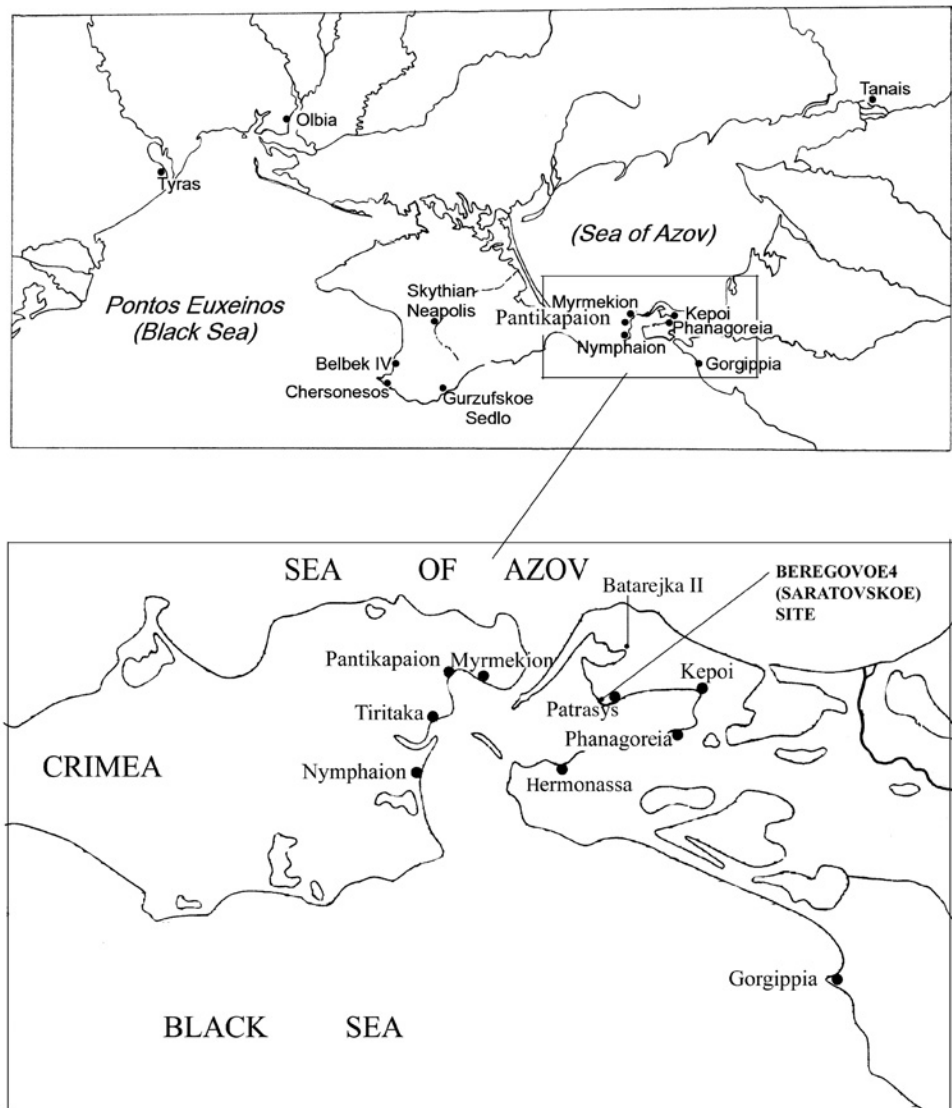 Tanais
Olbia
Tyras
(Sea of Azov)
Pontos Euxeinos
(Black Sea)
Skythian
Neapolis
Myrmekion
Pantikapaion
Nymphaion
Kepoi
Phanagoreia
Gorgippia
Belbek IV
Chersonesos
Gurzufskoe
Sedlo
SEA OF AZOV
Batarejka II
BEREGOVOE4
(SARATOVSKOE)
SITE
Pantikapaion
Myrmekion
Kepoi
Tiritaka
Patrasys
Phanagoreia
CRIMEA
Nymphaion
Hermonassa
Gorgippia
BLACK SEA